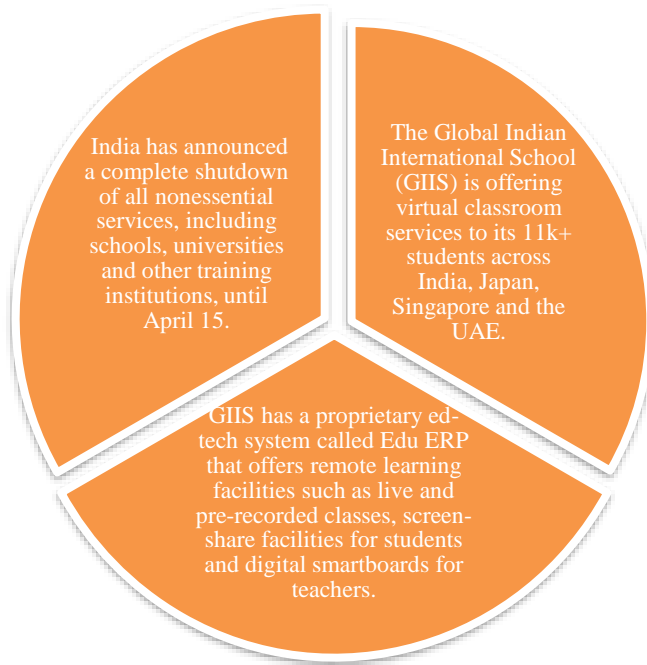 India has announced
a complete shutdown
of all nonessential
services, including
schools, universities
and other training
institutions, until
April 15.
The Global Indian
International School
(GIIS) is offering
virtual classroom
services to its 11k+
students across
India, Japan,
Singapore and the
UAE.
GIIS has a proprietary ed-
tech system called Edu ERP
that offers remote learning
facilities such as live and
pre-recorded classes, screen-
share facilities for students
and digital smartboards for
teachers.